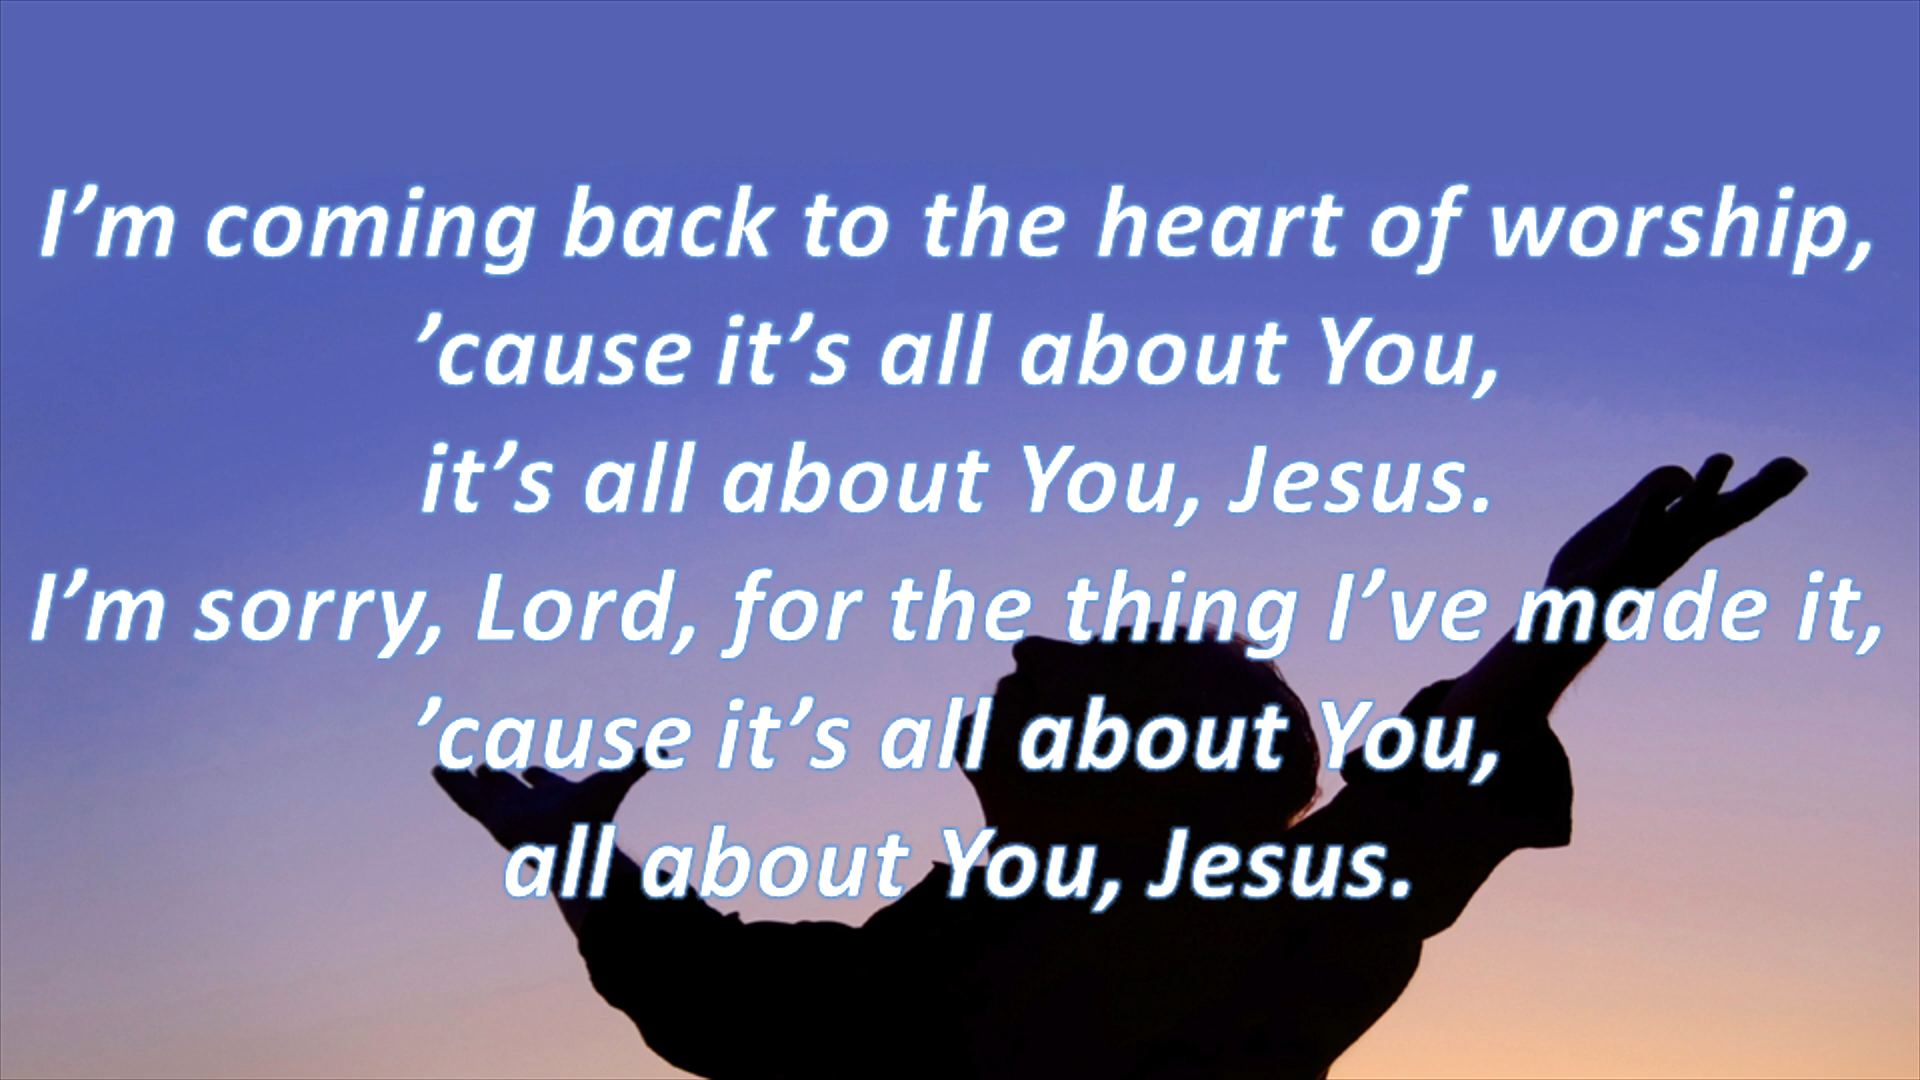 I’m coming back to the heart of worship,
’cause it’s all about You,
it’s all about You, Jesus.
I’m sorry, Lord, for the thing I’ve made it,
’cause it’s all about You,
all about You, Jesus.